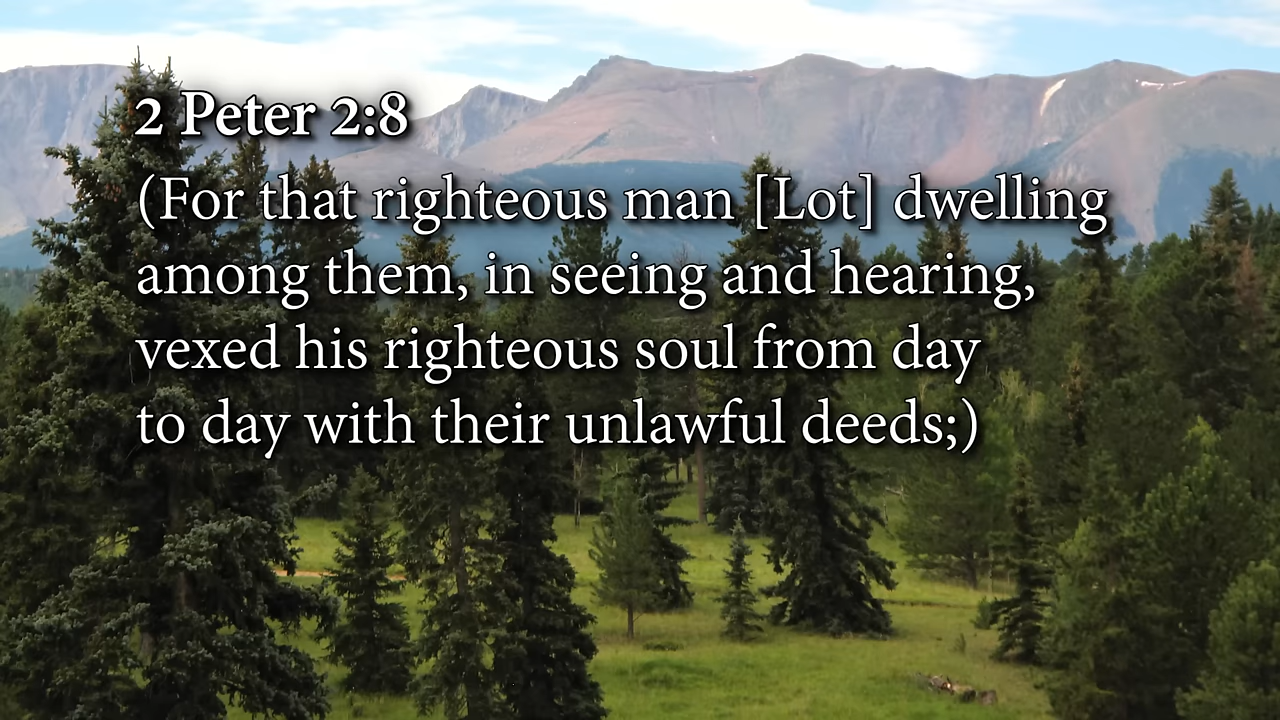 2 Peter 2:8
(For that righteous man [Lot] dwelling
among them, in seeing and hearing,
vexed his righteous soul from day
to day with their unlawful deeds;)